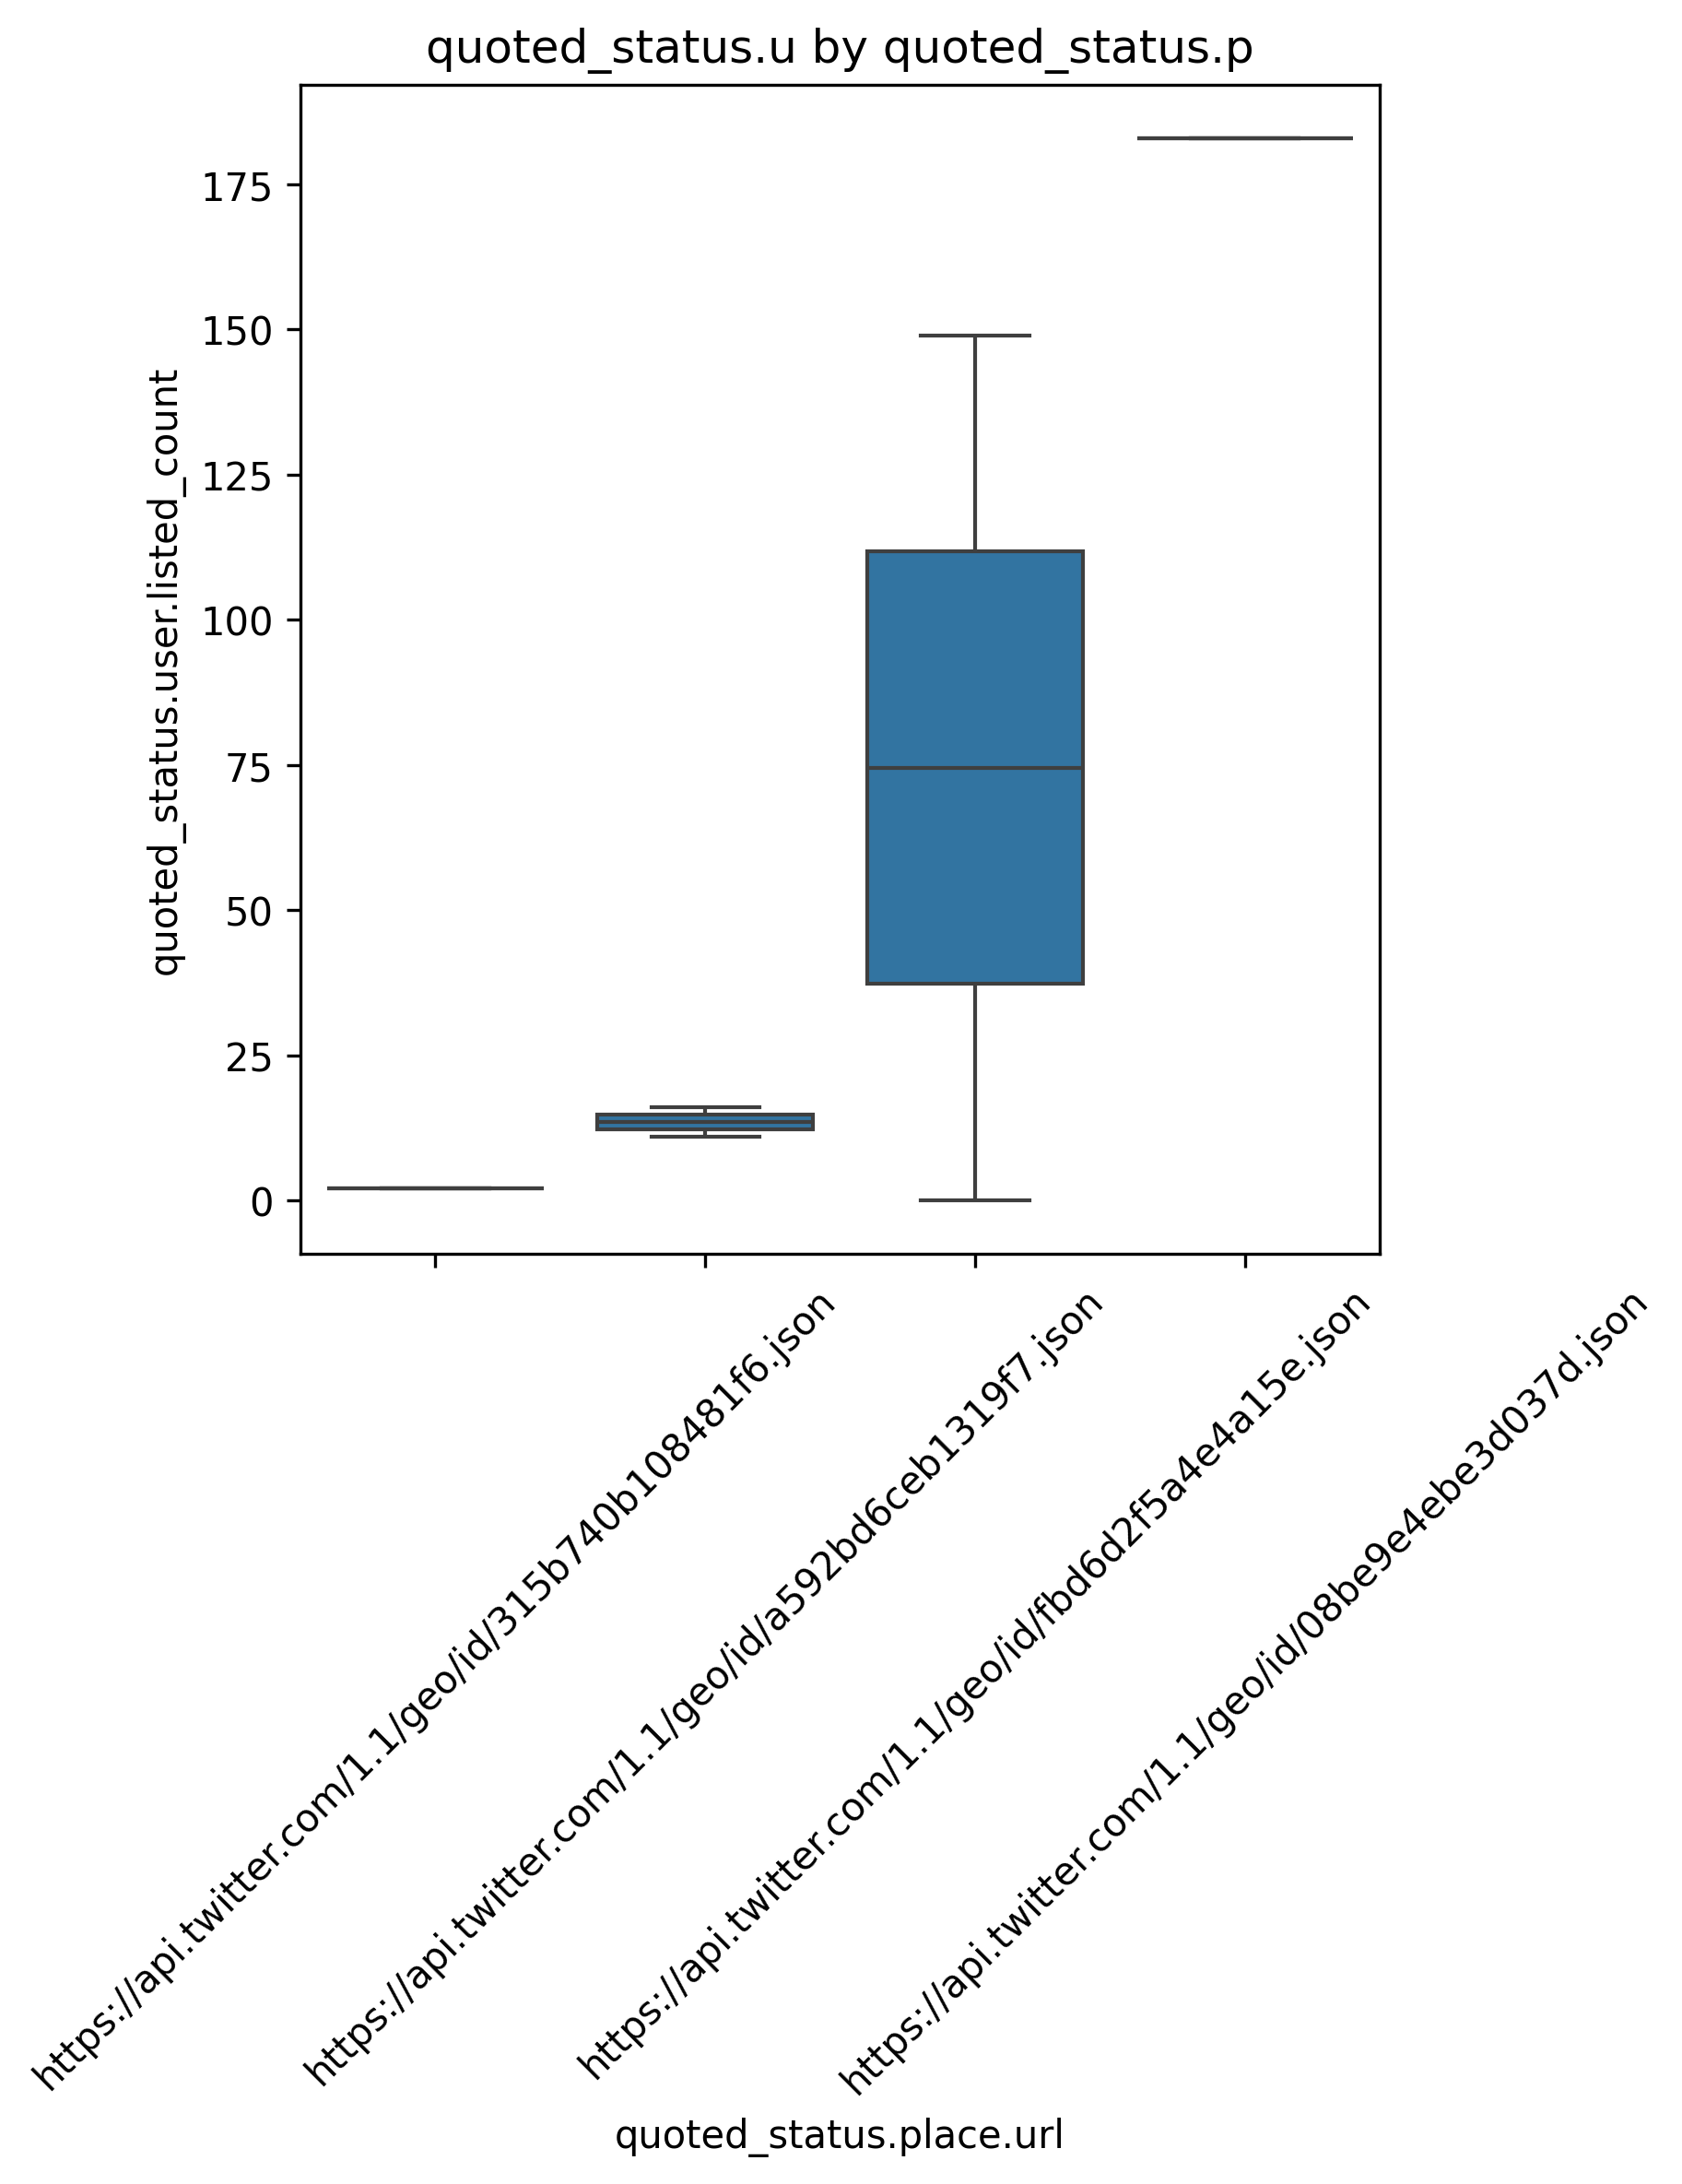 quoted_status.u by quoted_status.p
quoted_status.user.listed_count
175
150
125
100
75
50
25
0
https://api.twitter.com/1.1/geo/id/315b740b108481f6.json
https://api.twitter.com/1.1/geo/id/a592bd6ceb1319f7.json
https://api.twitter.com/1.1/geo/id/fbd6d2f5a4e4a15e.json
https://api.twitter.com/1.1/geo/id/08be9e4ebe3d037d.json
quoted_status.place.url